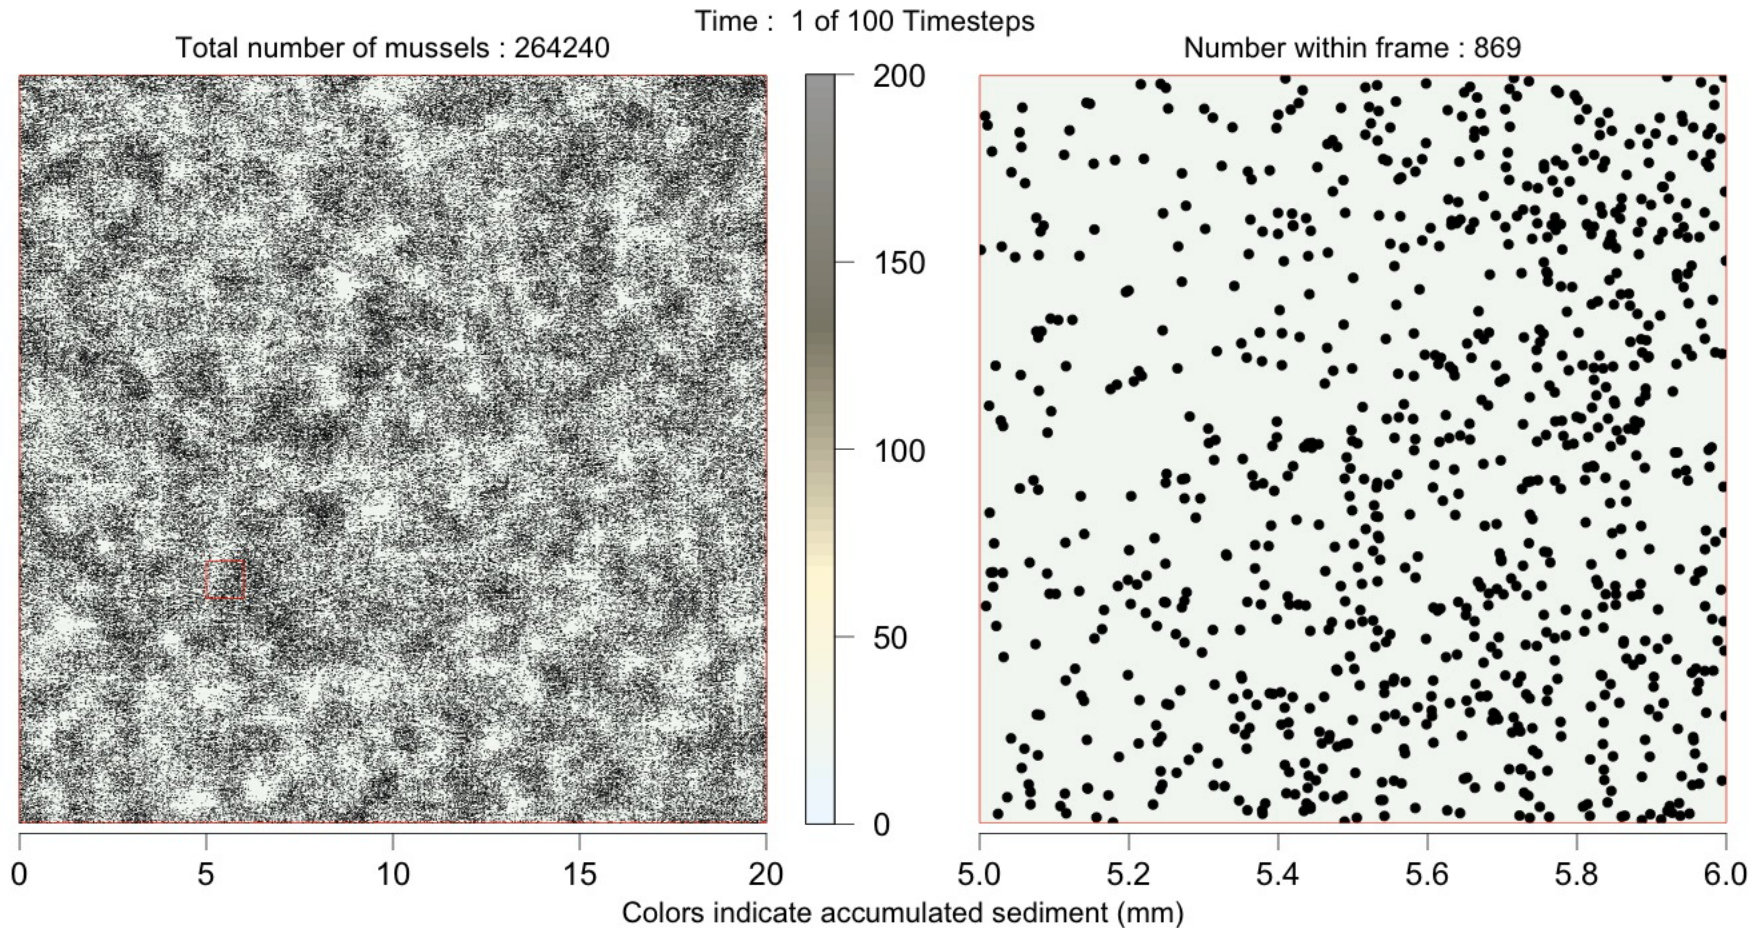 Time :  1 of 100 Timesteps
Total number of mussels : 264240
Number within frame : 869
200
150
100
50
0
0 5 10 15 20
5.0 5.2 5.4 5.6 5.8 6.0
Colors indicate accumulated sediment (mm)